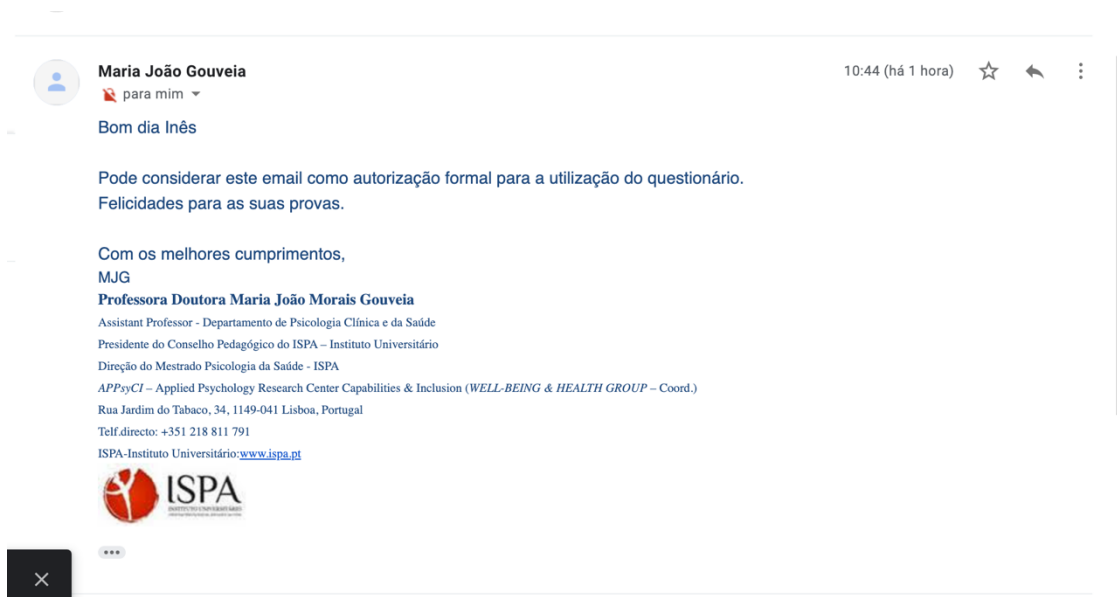 Maria João Gouveia
10:44 (há 1 hora)
para mim
Bom dia Inês
Pode considerar este email como autorização formal para a utilização do questionário.
Felicidades para as suas provas.
Com os melhores cumprimentos,
MJG
Professora Doutora Maria João Morais Gouveia
Assistant Professor - Departamento de Psicologia Clínica e da Saúde
Presidente do Conselho Pedagógico do ISPA – Instituto Universitário
Direção do Mestrado Psicologia da Saúde - ISPA
APPsyCI – Applied Psychology Research Center Capabilities & Inclusion (WELL-BEING & HEALTH GROUP – Coord.)
Rua Jardim do Tabaco, 34, 1149-041 Lisboa, Portugal
Telf.directo: +351 218 811 791
ISPA-Instituto Universitário:www.ispa.pt
ISPA
INSTITUTO UNIVERSITÁRIO